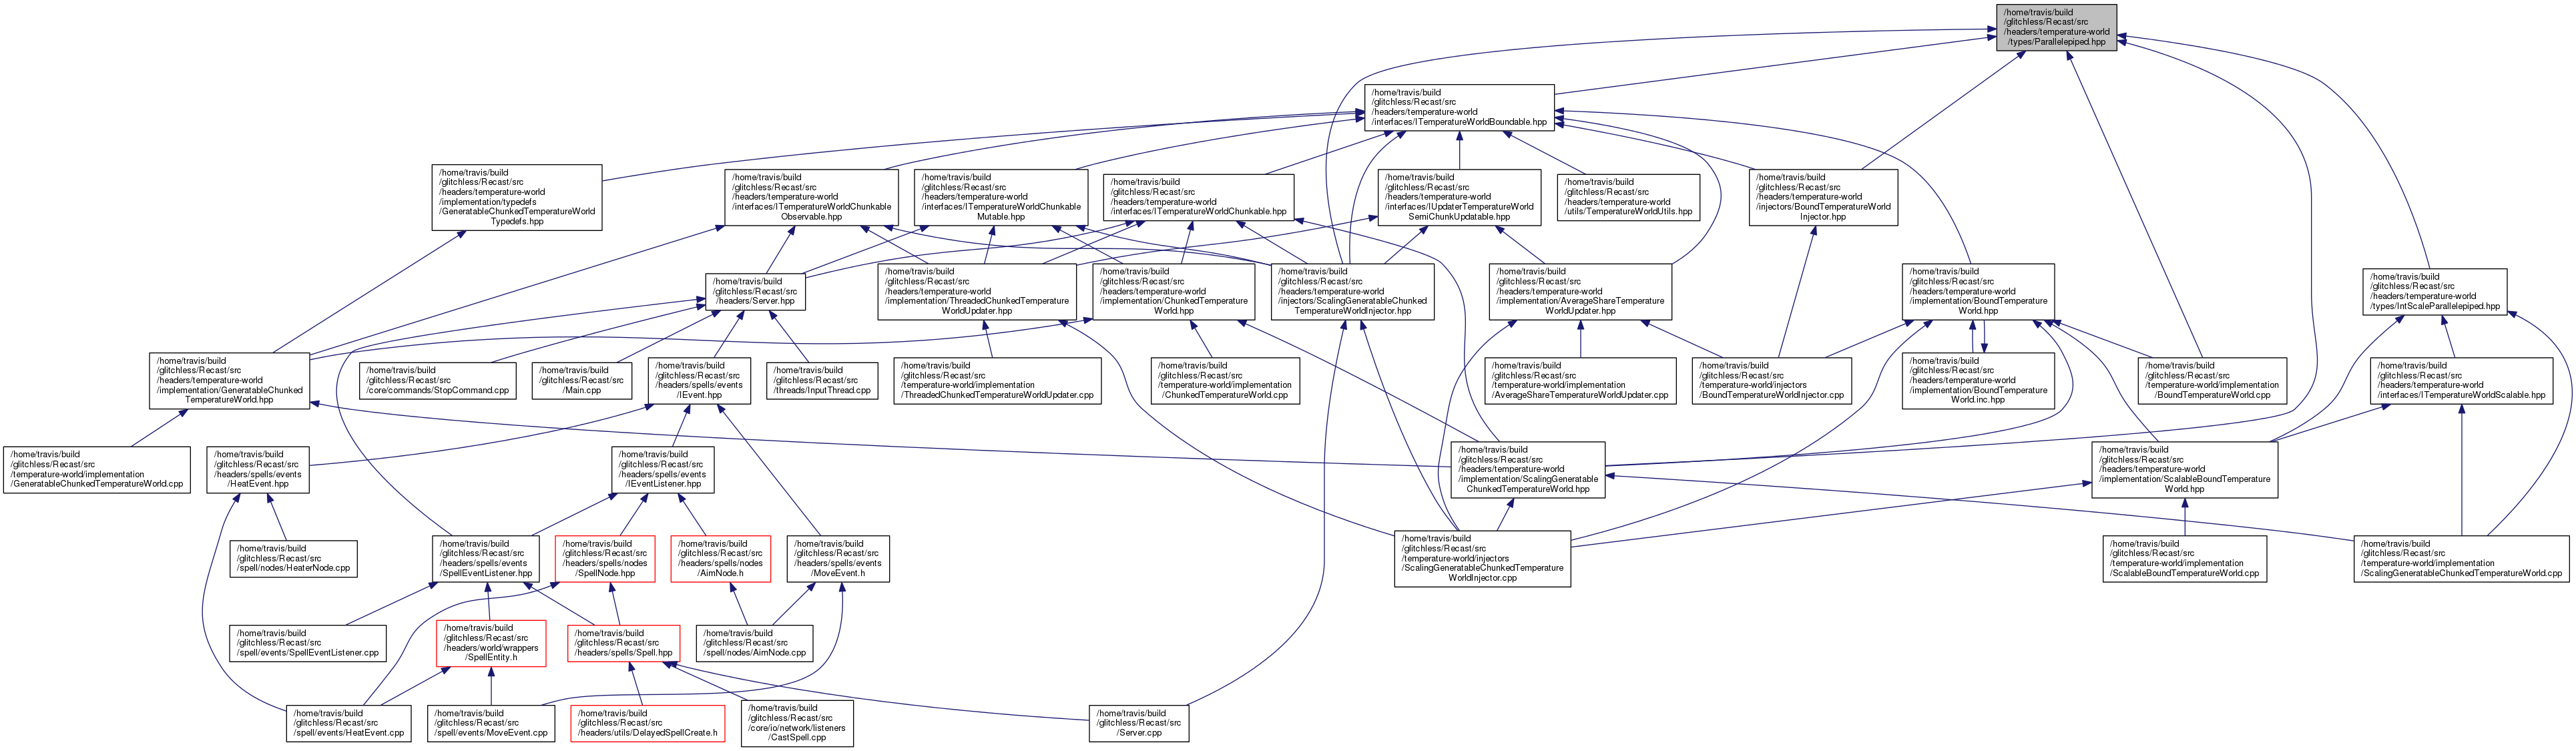 /home/travis/build
/glitchless/Recast/src
/headers/temperature-world
/types/Parallelepiped.hpp
/home/travis/build
/glitchless/Recast/src
/headers/temperature-world
/interfaces/ITemperatureWorldBoundable.hpp
/home/travis/build
/glitchless/Recast/src
/headers/temperature-world
/implementation/typedefs
/GeneratableChunkedTemperatureWorld
Typedefs.hpp
/home/travis/build
/glitchless/Recast/src
/headers/temperature-world
/interfaces/ITemperatureWorldChunkable
Observable.hpp
/home/travis/build
/glitchless/Recast/src
/headers/temperature-world
/interfaces/ITemperatureWorldChunkable
Mutable.hpp
/home/travis/build
/glitchless/Recast/src
/headers/temperature-world
/interfaces/ITemperatureWorldChunkable.hpp
/home/travis/build
/glitchless/Recast/src
/headers/temperature-world
/interfaces/IUpdaterTemperatureWorld
SemiChunkUpdatable.hpp
/home/travis/build
/glitchless/Recast/src
/headers/temperature-world
/utils/TemperatureWorldUtils.hpp
/home/travis/build
/glitchless/Recast/src
/headers/temperature-world
/injectors/BoundTemperatureWorld
Injector.hpp
/home/travis/build
/glitchless/Recast/src
/headers/Server.hpp
/home/travis/build
/glitchless/Recast/src
/headers/temperature-world
/implementation/ThreadedChunkedTemperature
WorldUpdater.hpp
/home/travis/build
/glitchless/Recast/src
/headers/temperature-world
/implementation/ChunkedTemperature
World.hpp
/home/travis/build
/glitchless/Recast/src
/headers/temperature-world
/injectors/ScalingGeneratableChunked
TemperatureWorldInjector.hpp
/home/travis/build
/glitchless/Recast/src
/headers/temperature-world
/implementation/AverageShareTemperature
WorldUpdater.hpp
/home/travis/build
/glitchless/Recast/src
/headers/temperature-world
/implementation/BoundTemperature
World.hpp
/home/travis/build
/glitchless/Recast/src
/headers/temperature-world
/types/IntScaleParallelepiped.hpp
/home/travis/build
/glitchless/Recast/src
/headers/temperature-world
/implementation/GeneratableChunked
TemperatureWorld.hpp
/home/travis/build
/glitchless/Recast/src
/core/commands/StopCommand.cpp
/home/travis/build
/glitchless/Recast/src
/Main.cpp
/home/travis/build
/glitchless/Recast/src
/headers/spells/events
/IEvent.hpp
/home/travis/build
/glitchless/Recast/src
/threads/InputThread.cpp
/home/travis/build
/glitchless/Recast/src
/temperature-world/implementation
/ThreadedChunkedTemperatureWorldUpdater.cpp
/home/travis/build
/glitchless/Recast/src
/temperature-world/implementation
/ChunkedTemperatureWorld.cpp
/home/travis/build
/glitchless/Recast/src
/temperature-world/implementation
/AverageShareTemperatureWorldUpdater.cpp
/home/travis/build
/glitchless/Recast/src
/temperature-world/injectors
/BoundTemperatureWorldInjector.cpp
/home/travis/build
/glitchless/Recast/src
/headers/temperature-world
/implementation/BoundTemperature
World.inc.hpp
/home/travis/build
/glitchless/Recast/src
/temperature-world/implementation
/BoundTemperatureWorld.cpp
/home/travis/build
/glitchless/Recast/src
/headers/temperature-world
/interfaces/ITemperatureWorldScalable.hpp
/home/travis/build
/glitchless/Recast/src
/temperature-world/implementation
/GeneratableChunkedTemperatureWorld.cpp
/home/travis/build
/glitchless/Recast/src
/headers/spells/events
/HeatEvent.hpp
/home/travis/build
/glitchless/Recast/src
/headers/spells/events
/IEventListener.hpp
/home/travis/build
/glitchless/Recast/src
/headers/temperature-world
/implementation/ScalingGeneratable
ChunkedTemperatureWorld.hpp
/home/travis/build
/glitchless/Recast/src
/headers/temperature-world
/implementation/ScalableBoundTemperature
World.hpp
/home/travis/build
/glitchless/Recast/src
/spell/nodes/HeaterNode.cpp
/home/travis/build
/glitchless/Recast/src
/headers/spells/events
/SpellEventListener.hpp
/home/travis/build
/glitchless/Recast/src
/headers/spells/nodes
/SpellNode.hpp
/home/travis/build
/glitchless/Recast/src
/headers/spells/nodes
/AimNode.h
/home/travis/build
/glitchless/Recast/src
/headers/spells/events
/MoveEvent.h
/home/travis/build
/glitchless/Recast/src
/temperature-world/injectors
/ScalingGeneratableChunkedTemperature
WorldInjector.cpp
/home/travis/build
/glitchless/Recast/src
/temperature-world/implementation
/ScalableBoundTemperatureWorld.cpp
/home/travis/build
/glitchless/Recast/src
/temperature-world/implementation
/ScalingGeneratableChunkedTemperatureWorld.cpp
/home/travis/build
/glitchless/Recast/src
/spell/events/SpellEventListener.cpp
/home/travis/build
/glitchless/Recast/src
/headers/world/wrappers
/SpellEntity.h
/home/travis/build
/glitchless/Recast/src
/headers/spells/Spell.hpp
/home/travis/build
/glitchless/Recast/src
/spell/nodes/AimNode.cpp
/home/travis/build
/glitchless/Recast/src
/spell/events/HeatEvent.cpp
/home/travis/build
/glitchless/Recast/src
/spell/events/MoveEvent.cpp
/home/travis/build
/glitchless/Recast/src
/headers/utils/DelayedSpellCreate.h
/home/travis/build
/glitchless/Recast/src
/core/io/network/listeners
/CastSpell.cpp
/home/travis/build
/glitchless/Recast/src
/Server.cpp